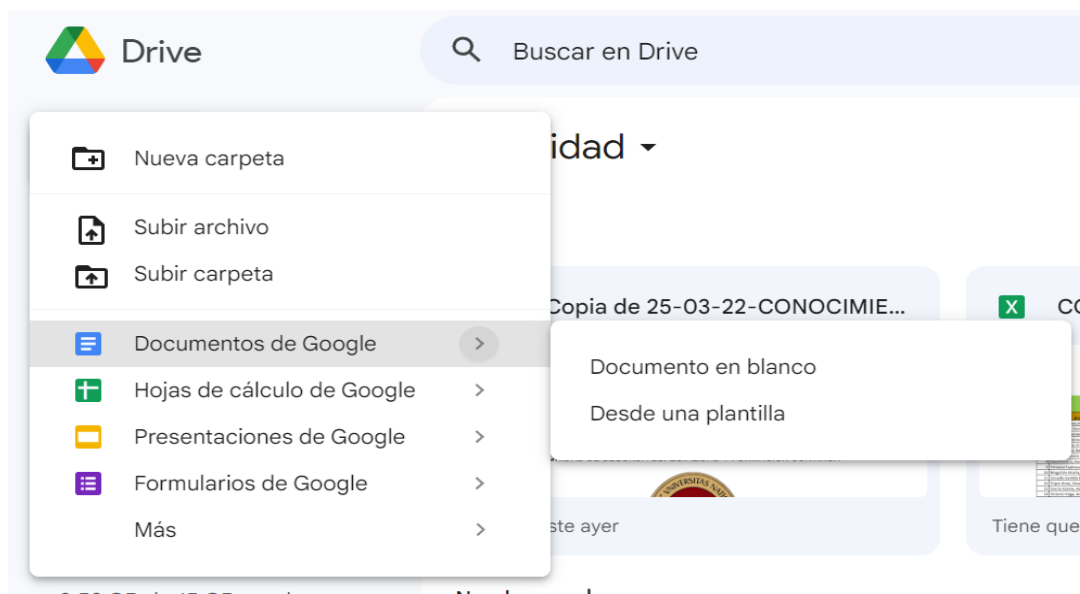 Drive
Buscar en Drive
idad
Nueva carpeta
Subir archivo
Subir carpeta
Copia de 25-03-22-CONOCIMIE...
X
CO
Documentos de Google
Documento en blanco
Hojas de cálculo de Google
Desde una plantilla
Presentaciones de Google
Formularios de Google
Más
ste ayer
Tiene que